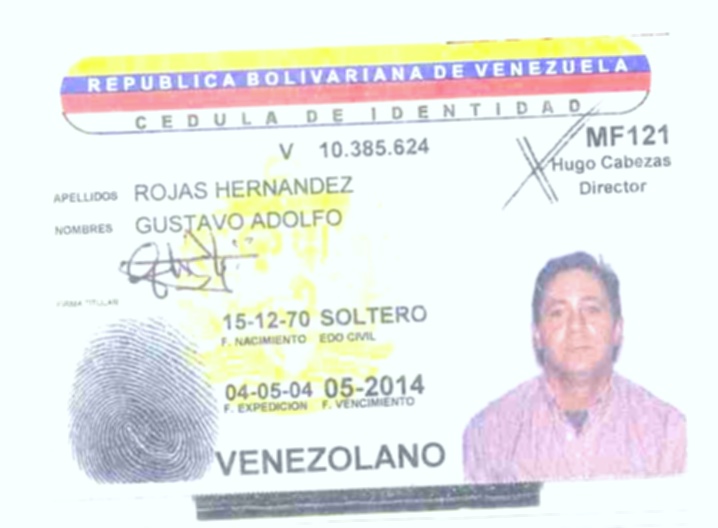 REPUBLICA BOLIVARIANA DE VENEZUELA
CEDULA DE IDENTIDAD
V 10.385.624
MF121
Hugo Cabezas
Director
APELLIDOS ROJAS HERNANDEZ
NOMBRES GUSTAVO ADOLFO
FIRMA TITULAR
15-12-70 SOLTERO
F. NACIMIENTO EDO CIVIL
04-05-04 05-2014
F. EXPEDICION F. VENCIMIENTO
VENEZOLANO